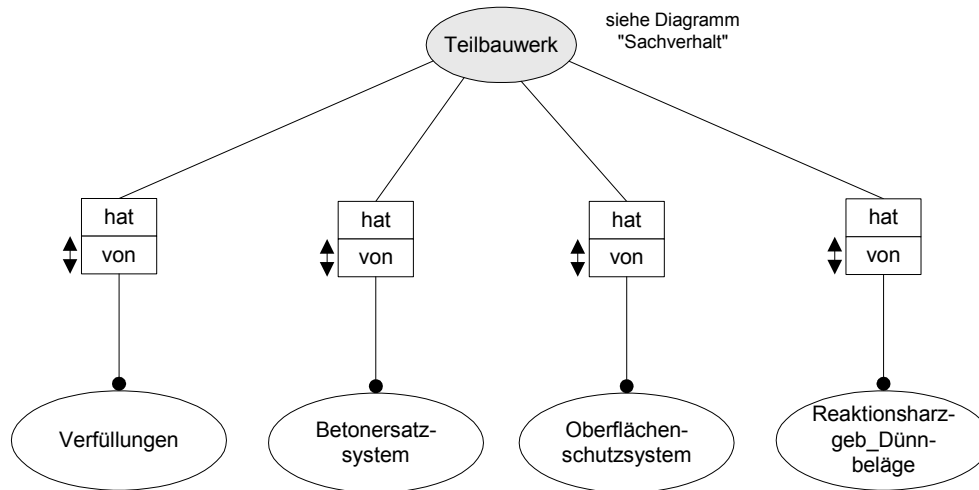 Teilbauwerk
siehe Diagramm
"Sachverhalt"
hat
von
hat
von
hat
von
hat
von
Verfüllungen
Betonersatz-
system
Oberflächen-
schutzsystem
Reaktionsharz-
geb_Dünn-
beläge